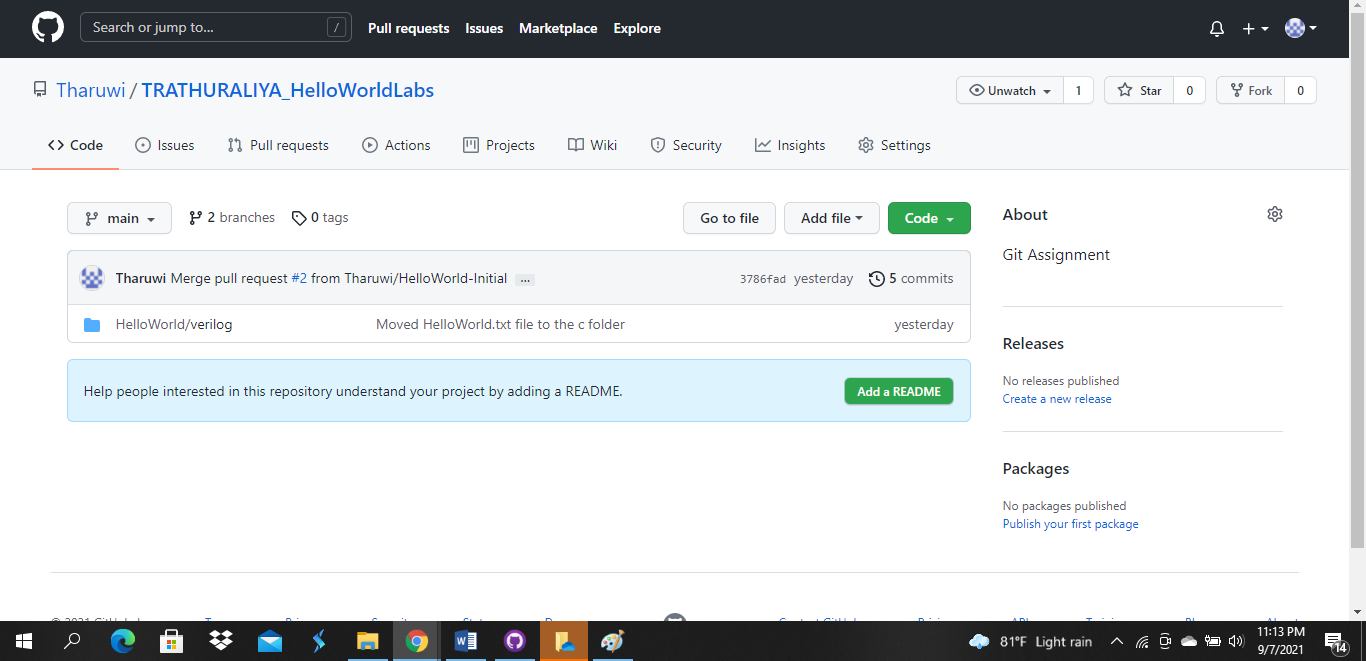 Search or jump to... / Pull requests Issues Marketplace Explore
Tharuwi / TRATHURALIYA_HelloWorldLabs Unwatch 1 Star 0 Fork 0
Code Issues Pull requests Actions Projects Wiki Security Insights Settings
main 2 branches 0 tags Go to file Add file Code
Tharuwi Merge pull request #2 from Tharuwi/HelloWorld-Initial ... 3786fad yesterday 5 commits
HelloWorld/verilog Moved HelloWorld.txt file to the c folder yesterday
Help people interested in this repository understand your project by adding a README. Add a README
About
Git Assignment
Releases
No releases published
Create a new release
Packages
No packages published
Publish your first package
81°F Light rain 11:13 PM
9/7/2021
14